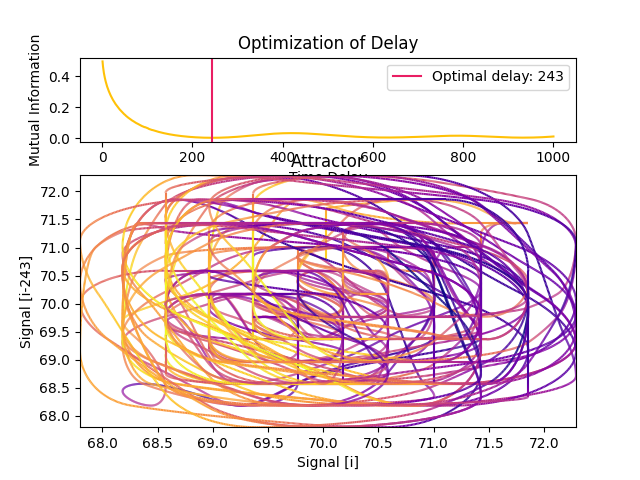 Optimization of Delay
Mutual Information
0.4
0.2
0.0
Optimal delay: 243
0 200 400 600 800 1000
Time Delay
Attractor
Signal [i-243]
72.0
71.5
71.0
70.5
70.0
69.5
69.0
68.5
68.0
68.0 68.5 69.0 69.5 70.0 70.5 71.0 71.5 72.0
Signal [i]